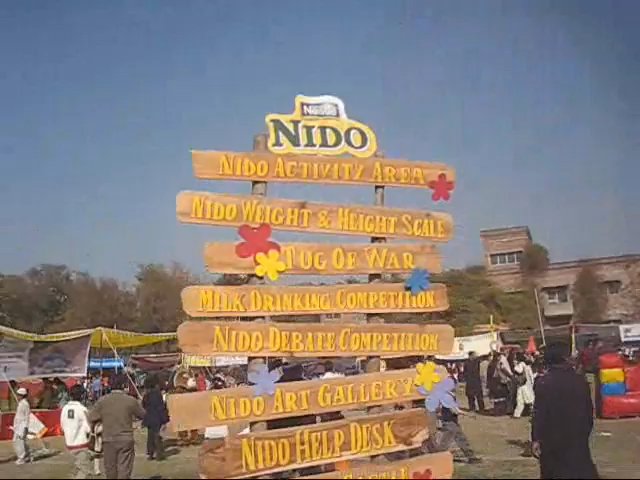 Nestlé
NIDO
NIDO ACTIVITY AREA
NIDO WEIGHT & HEIGHT SCALE
TUG OF WAR
MILK DRINKING COMPETITION
NIDO DEBATE COMPETITION
NIDO ART GALLERY
NIDO HELP DESK
CASTLE